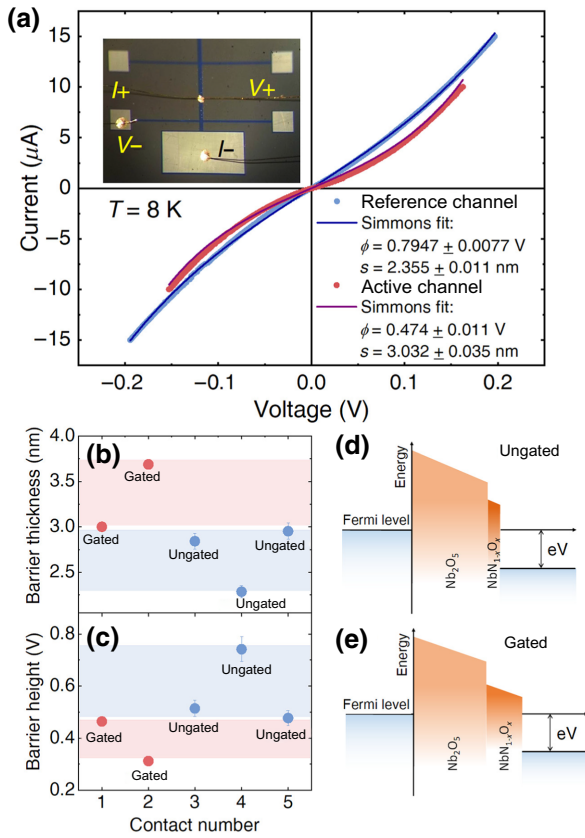 (a)
15
10
5
0
−5
−10
−15
Current (μA)
I+
V+
V−
I−
T = 8 K
Reference channel
Simmons fit:
ϕ = 0.7947 ± 0.0077 V
s = 2.355 ± 0.011 nm
Active channel
Simmons fit:
ϕ = 0.474 ± 0.011 V
s = 3.032 ± 0.035 nm
−0.2
−0.1
0.0
0.1
0.2
Voltage (V)
(b)
4.0
3.5
3.0
2.5
Barrier thickness (nm)
Gated
Gated
Ungated
Ungated
Ungated
(c)
0.8
0.6
0.4
0.2
Barrier height (V)
Gated
Gated
Ungated
Ungated
Ungated
1
2
3
4
5
Contact number
(d)
Energy
Ungated
Fermi level
Nb2O5
NbN1-xOx
eV
(e)
Energy
Gated
Fermi level
Nb2O5
NbN1-xOx
eV